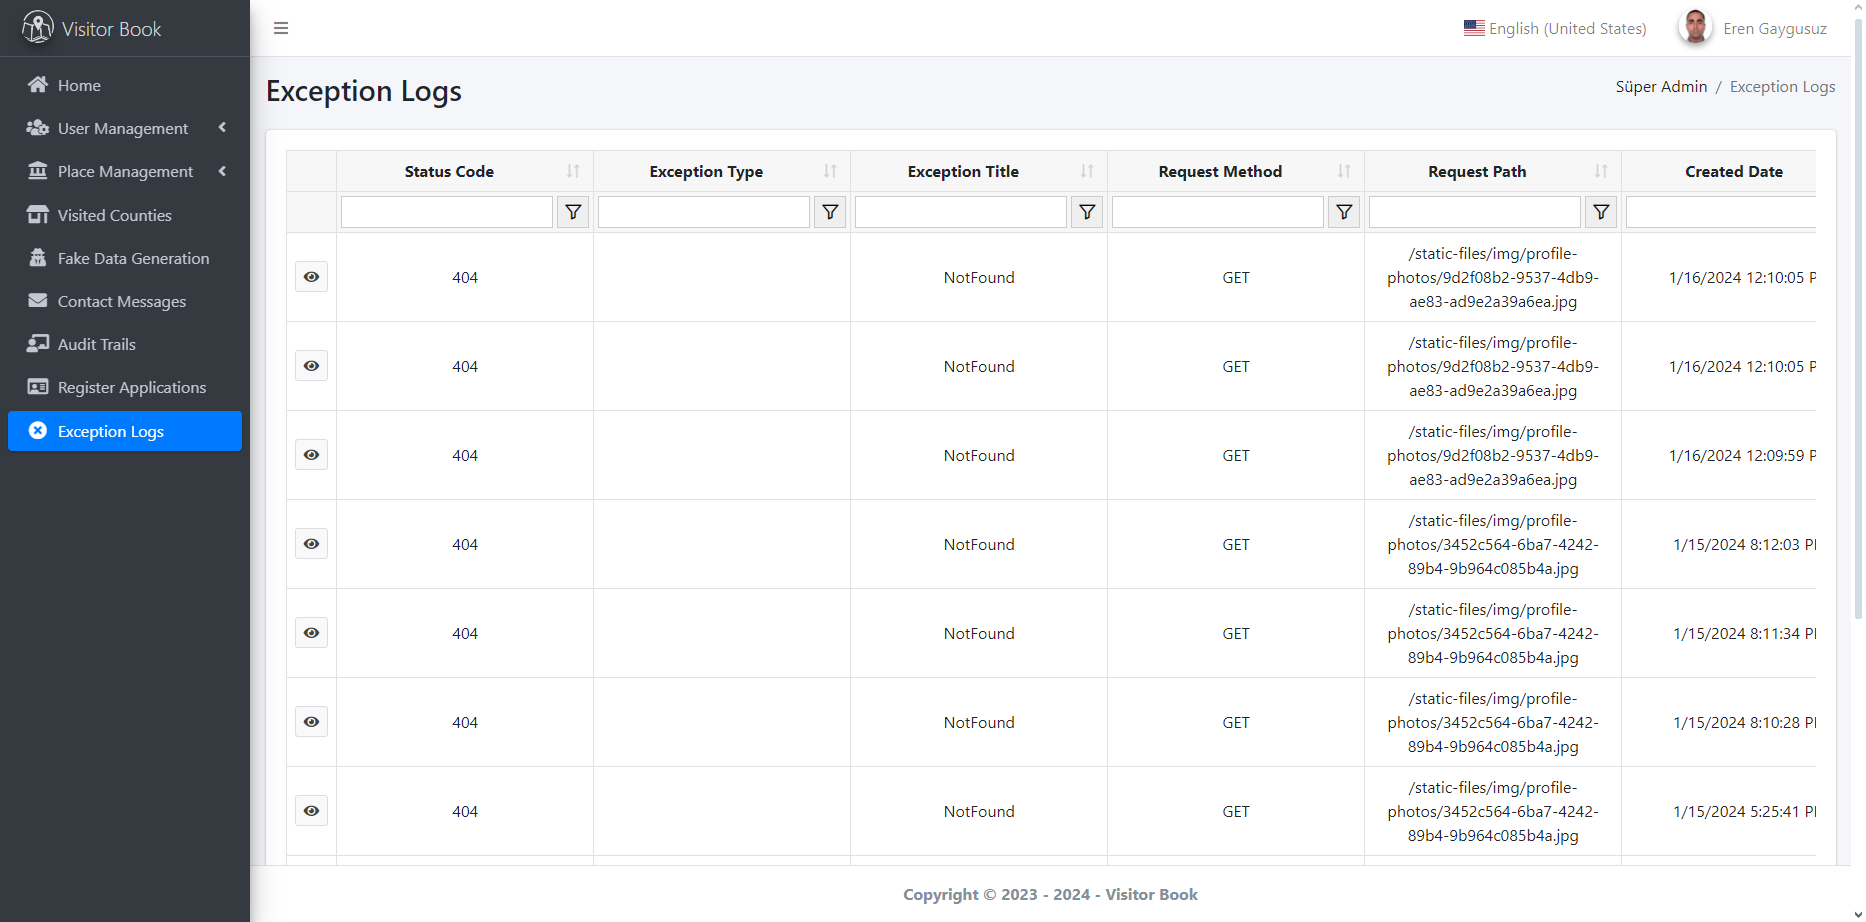 Visitor Book
English (United States)
Eren Gaygusuz
Home
User Management
Place Management
Visited Counties
Fake Data Generation
Contact Messages
Audit Trails
Register Applications
Exception Logs
Exception Logs
Süper Admin / Exception Logs
Status Code Exception Type Exception Title Request Method Request Path Created Date
/static-files/img/profile-
404 NotFound GET photos/9d2f08b2-9537-4db9- 1/16/2024 12:10:05 P
ae83-ad9e2a39a6ea.jpg
/static-files/img/profile-
404 NotFound GET photos/9d2f08b2-9537-4db9- 1/16/2024 12:10:05 P
ae83-ad9e2a39a6ea.jpg
/static-files/img/profile-
404 NotFound GET photos/9d2f08b2-9537-4db9- 1/16/2024 12:09:59 P
ae83-ad9e2a39a6ea.jpg
/static-files/img/profile-
404 NotFound GET photos/3452c564-6ba7-4242- 1/15/2024 8:12:03 P
89b4-9b964c085b4a.jpg
/static-files/img/profile-
404 NotFound GET photos/3452c564-6ba7-4242- 1/15/2024 8:11:34 P
89b4-9b964c085b4a.jpg
/static-files/img/profile-
404 NotFound GET photos/3452c564-6ba7-4242- 1/15/2024 8:10:28 P
89b4-9b964c085b4a.jpg
/static-files/img/profile-
404 NotFound GET photos/3452c564-6ba7-4242- 1/15/2024 5:25:41 P
89b4-9b964c085b4a.jpg
Copyright © 2023 - 2024 - Visitor Book